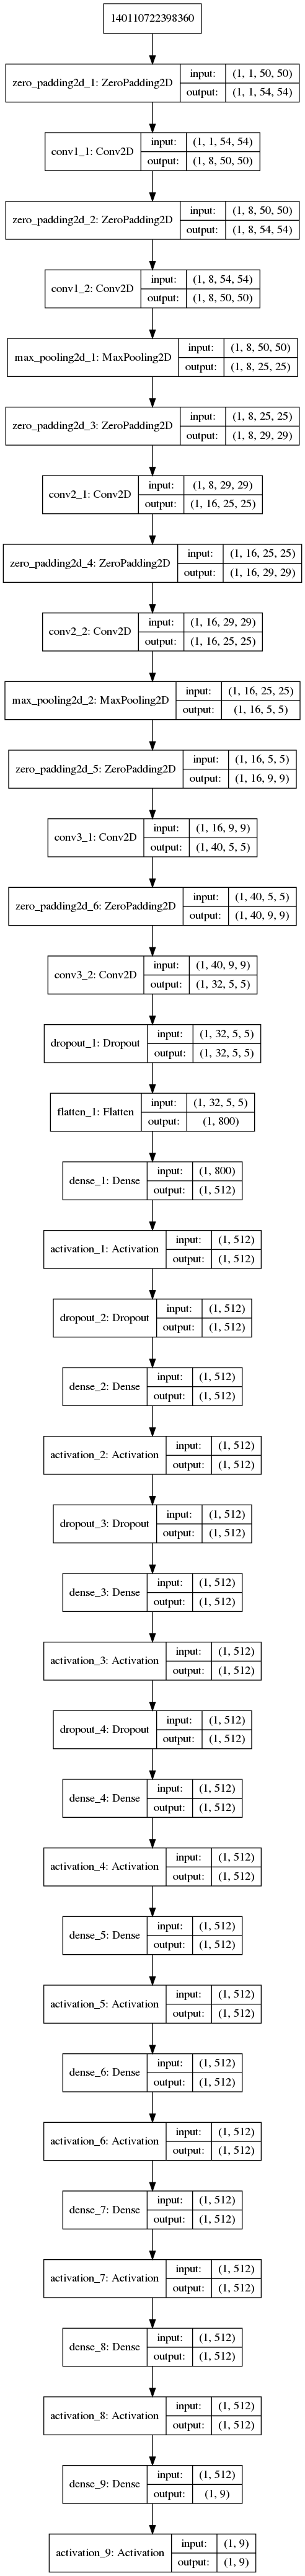 140110722398360
zero_padding2d_1: ZeroPadding2D
input: (1, 1, 50, 50)
output: (1, 1, 54, 54)
conv1_1: Conv2D
input: (1, 1, 54, 54)
output: (1, 8, 50, 50)
zero_padding2d_2: ZeroPadding2D
input: (1, 8, 50, 50)
output: (1, 8, 54, 54)
conv1_2: Conv2D
input: (1, 8, 54, 54)
output: (1, 8, 50, 50)
max_pooling2d_1: MaxPooling2D
input: (1, 8, 50, 50)
output: (1, 8, 25, 25)
zero_padding2d_3: ZeroPadding2D
input: (1, 8, 25, 25)
output: (1, 8, 29, 29)
conv2_1: Conv2D
input: (1, 8, 29, 29)
output: (1, 16, 25, 25)
zero_padding2d_4: ZeroPadding2D
input: (1, 16, 25, 25)
output: (1, 16, 29, 29)
conv2_2: Conv2D
input: (1, 16, 29, 29)
output: (1, 16, 25, 25)
max_pooling2d_2: MaxPooling2D
input: (1, 16, 25, 25)
output: (1, 16, 5, 5)
zero_padding2d_5: ZeroPadding2D
input: (1, 16, 5, 5)
output: (1, 16, 9, 9)
conv3_1: Conv2D
input: (1, 16, 9, 9)
output: (1, 40, 5, 5)
zero_padding2d_6: ZeroPadding2D
input: (1, 40, 5, 5)
output: (1, 40, 9, 9)
conv3_2: Conv2D
input: (1, 40, 9, 9)
output: (1, 32, 5, 5)
dropout_1: Dropout
input: (1, 32, 5, 5)
output: (1, 32, 5, 5)
flatten_1: Flatten
input: (1, 32, 5, 5)
output: (1, 800)
dense_1: Dense
input: (1, 800)
output: (1, 512)
activation_1: Activation
input: (1, 512)
output: (1, 512)
dropout_2: Dropout
input: (1, 512)
output: (1, 512)
dense_2: Dense
input: (1, 512)
output: (1, 512)
activation_2: Activation
input: (1, 512)
output: (1, 512)
dropout_3: Dropout
input: (1, 512)
output: (1, 512)
dense_3: Dense
input: (1, 512)
output: (1, 512)
activation_3: Activation
input: (1, 512)
output: (1, 512)
dropout_4: Dropout
input: (1, 512)
output: (1, 512)
dense_4: Dense
input: (1, 512)
output: (1, 512)
activation_4: Activation
input: (1, 512)
output: (1, 512)
dense_5: Dense
input: (1, 512)
output: (1, 512)
activation_5: Activation
input: (1, 512)
output: (1, 512)
dense_6: Dense
input: (1, 512)
output: (1, 512)
activation_6: Activation
input: (1, 512)
output: (1, 512)
dense_7: Dense
input: (1, 512)
output: (1, 512)
activation_7: Activation
input: (1, 512)
output: (1, 512)
dense_8: Dense
input: (1, 512)
output: (1, 512)
activation_8: Activation
input: (1, 512)
output: (1, 512)
dense_9: Dense
input: (1, 512)
output: (1, 9)
activation_9: Activation
input: (1, 9)
output: (1, 9)